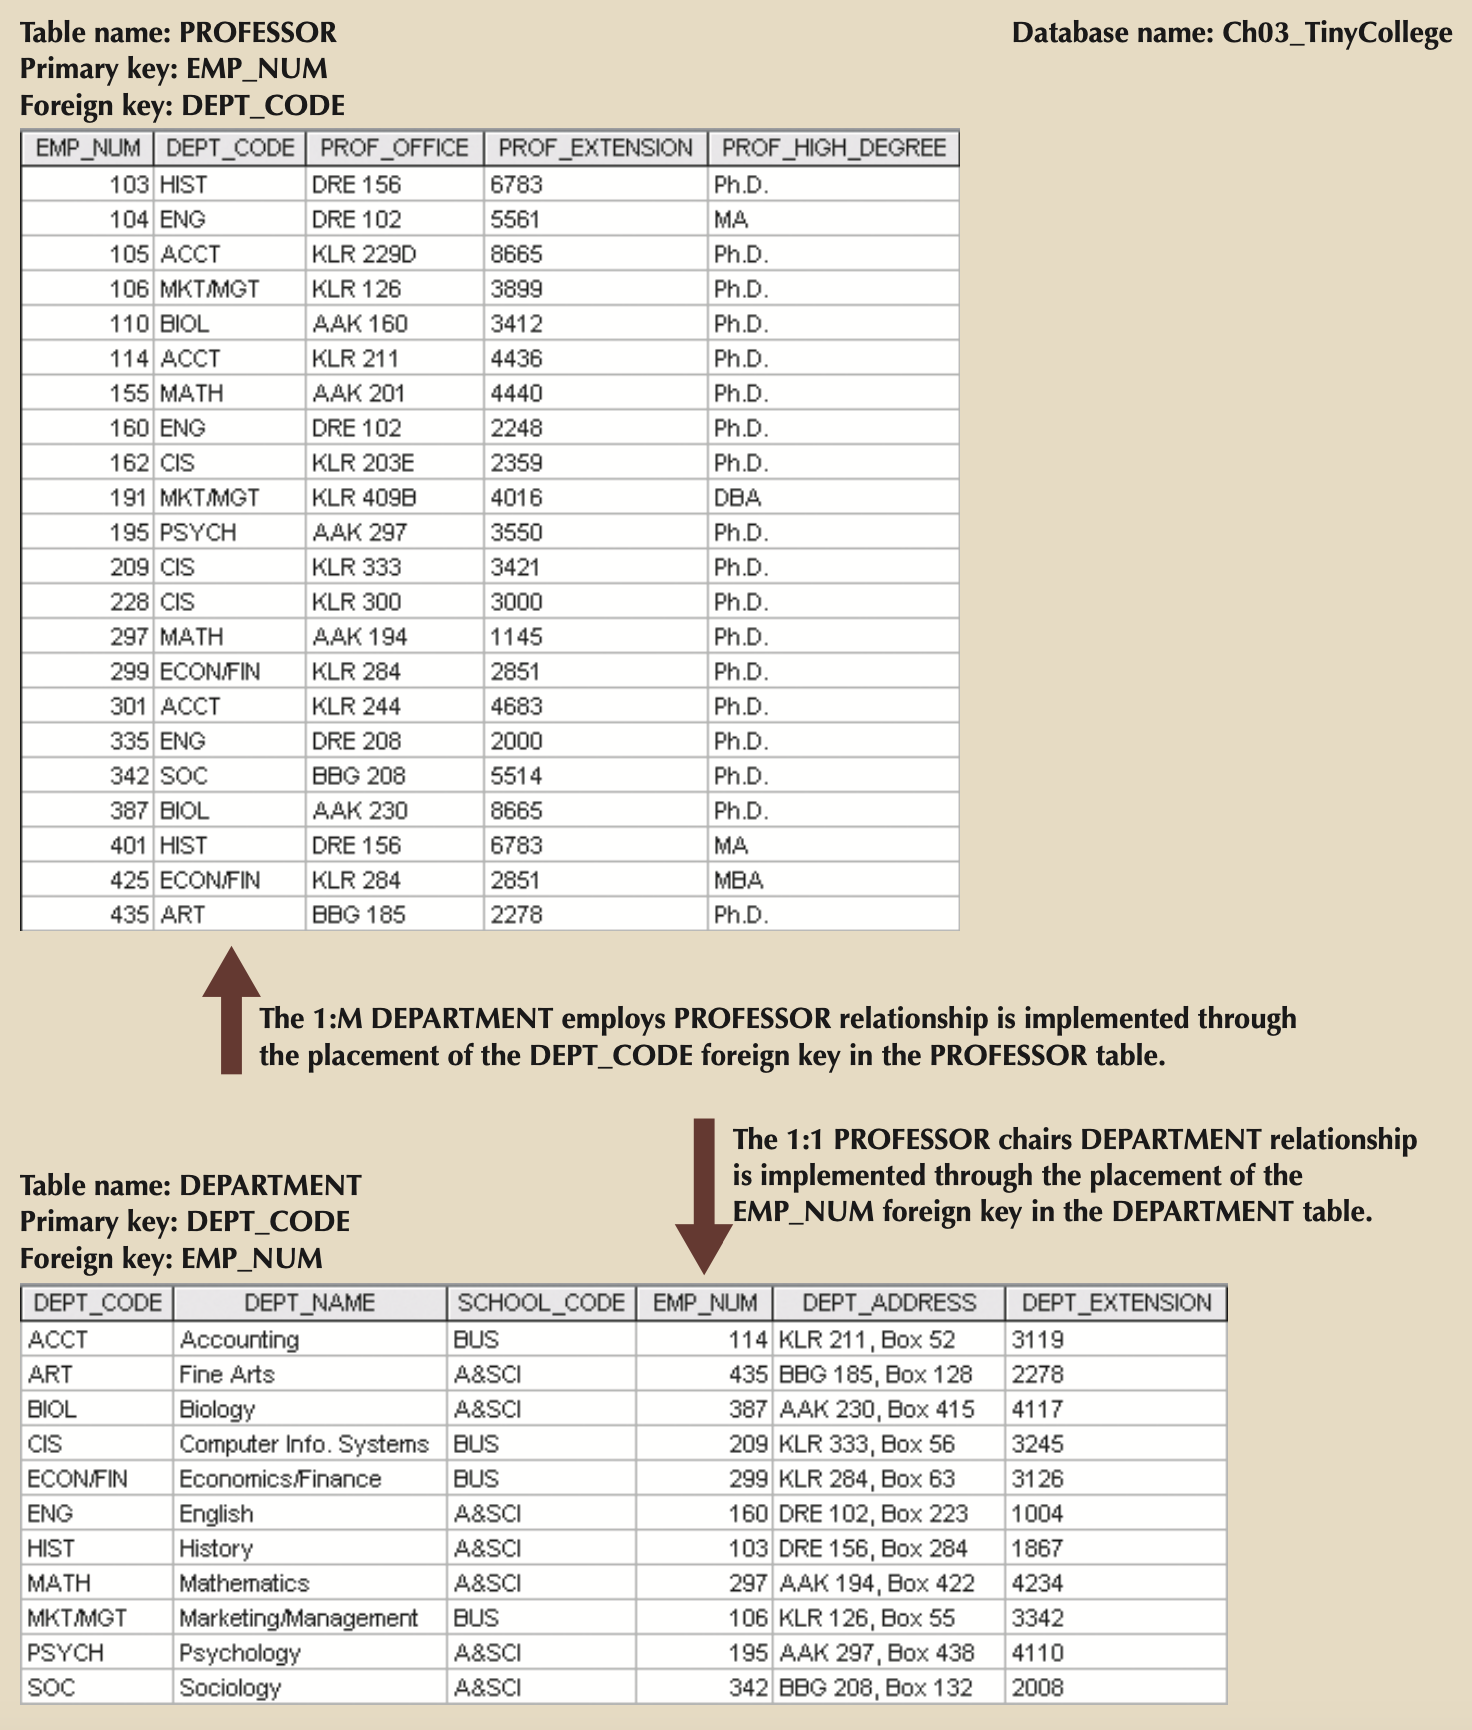 Table name: PROFESSOR
Database name: Ch03_TinyCollege
Primary key: EMP_NUM
Foreign key: DEPT_CODE
EMP_NUM DEPT_CODE PROF_OFFICE PROF_EXTENSION PROF_HIGH_DEGREE
103 HIST DRE 156 6783 Ph.D.
104 ENG DRE 102 5561 MA
105 ACCT KLR 229D 8665 Ph.D.
106 MKT/MGT KLR 126 3899 Ph.D.
110 BIOL AAK 160 3412 Ph.D.
114 ACCT KLR 211 4436 Ph.D.
155 MATH AAK 201 4440 Ph.D.
160 ENG DRE 102 2248 Ph.D.
162 CIS KLR 203E 2359 Ph.D.
191 MKT/MGT KLR 409B 4016 DBA
195 PSYCH AAK 297 3550 Ph.D.
209 CIS KLR 333 3421 Ph.D.
228 CIS KLR 300 3000 Ph.D.
297 MATH AAK 194 1145 Ph.D.
299 ECON/FIN KLR 284 2851 Ph.D.
301 ACCT KLR 244 4683 Ph.D.
335 ENG DRE 208 2000 Ph.D.
342 SOC BBG 208 5514 Ph.D.
387 BIOL AAK 230 8665 Ph.D.
401 HIST DRE 156 6783 MA
425 ECON/FIN KLR 284 2851 MBA
435 ART BBG 185 2278 Ph.D.
The 1:M DEPARTMENT employs PROFESSOR relationship is implemented through
the placement of the DEPT_CODE foreign key in the PROFESSOR table.
The 1:1 PROFESSOR chairs DEPARTMENT relationship
is implemented through the placement of the
EMP_NUM foreign key in the DEPARTMENT table.
Table name: DEPARTMENT
Primary key: DEPT_CODE
Foreign key: EMP_NUM
DEPT_CODE DEPT_NAME SCHOOL_CODE EMP_NUM DEPT_ADDRESS DEPT_EXTENSION
ACCT Accounting BUS 114 KLR 211, Box 52 3119
ART Fine Arts A&SCI 435 BBG 185, Box 128 2278
BIOL Biology A&SCI 387 AAK 230, Box 415 4117
CIS Computer Info. Systems BUS 209 KLR 333, Box 56 3245
ECON/FIN Economics/Finance BUS 299 KLR 284, Box 63 3126
ENG English A&SCI 160 DRE 102, Box 223 1004
HIST History A&SCI 103 DRE 156, Box 284 1867
MATH Mathematics A&SCI 297 AAK 194, Box 422 4234
MKT/MGT Marketing/Management BUS 106 KLR 126, Box 55 3342
PSYCH Psychology A&SCI 195 AAK 297, Box 438 4110
SOC Sociology A&SCI 342 BBG 208, Box 132 2008